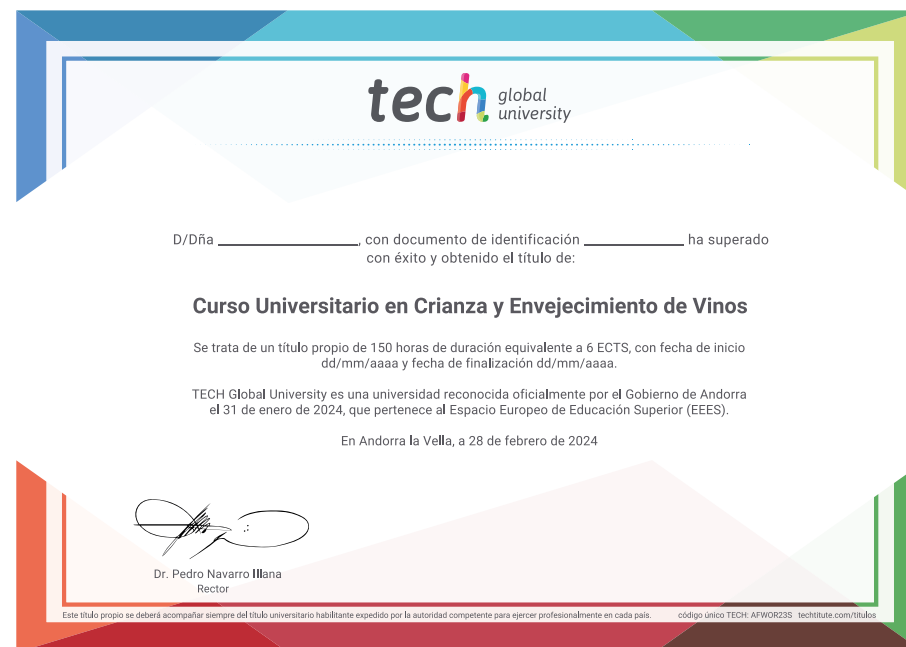 tech global university
D/Dña ____________________, con documento de identificación ______________ ha superado
con éxito y obtenido el título de:
Curso Universitario en Crianza y Envejecimiento de Vinos
Se trata de un título propio de 150 horas de duración equivalente a 6 ECTS, con fecha de inicio
dd/mm/aaaa y fecha de finalización dd/mm/aaaa.
TECH Global University es una universidad reconocida oficialmente por el Gobierno de Andorra
el 31 de enero de 2024, que pertenece al Espacio Europeo de Educación Superior (EEES).
En Andorra la Vella, a 28 de febrero de 2024
Dr. Pedro Navarro Illana
Rector
Este título propio se deberá acompañar siempre del título universitario habilitante expedido por la autoridad competente para ejercer profesionalmente en cada país. código único TECH: AFWOR23S techtitute.com/titulos